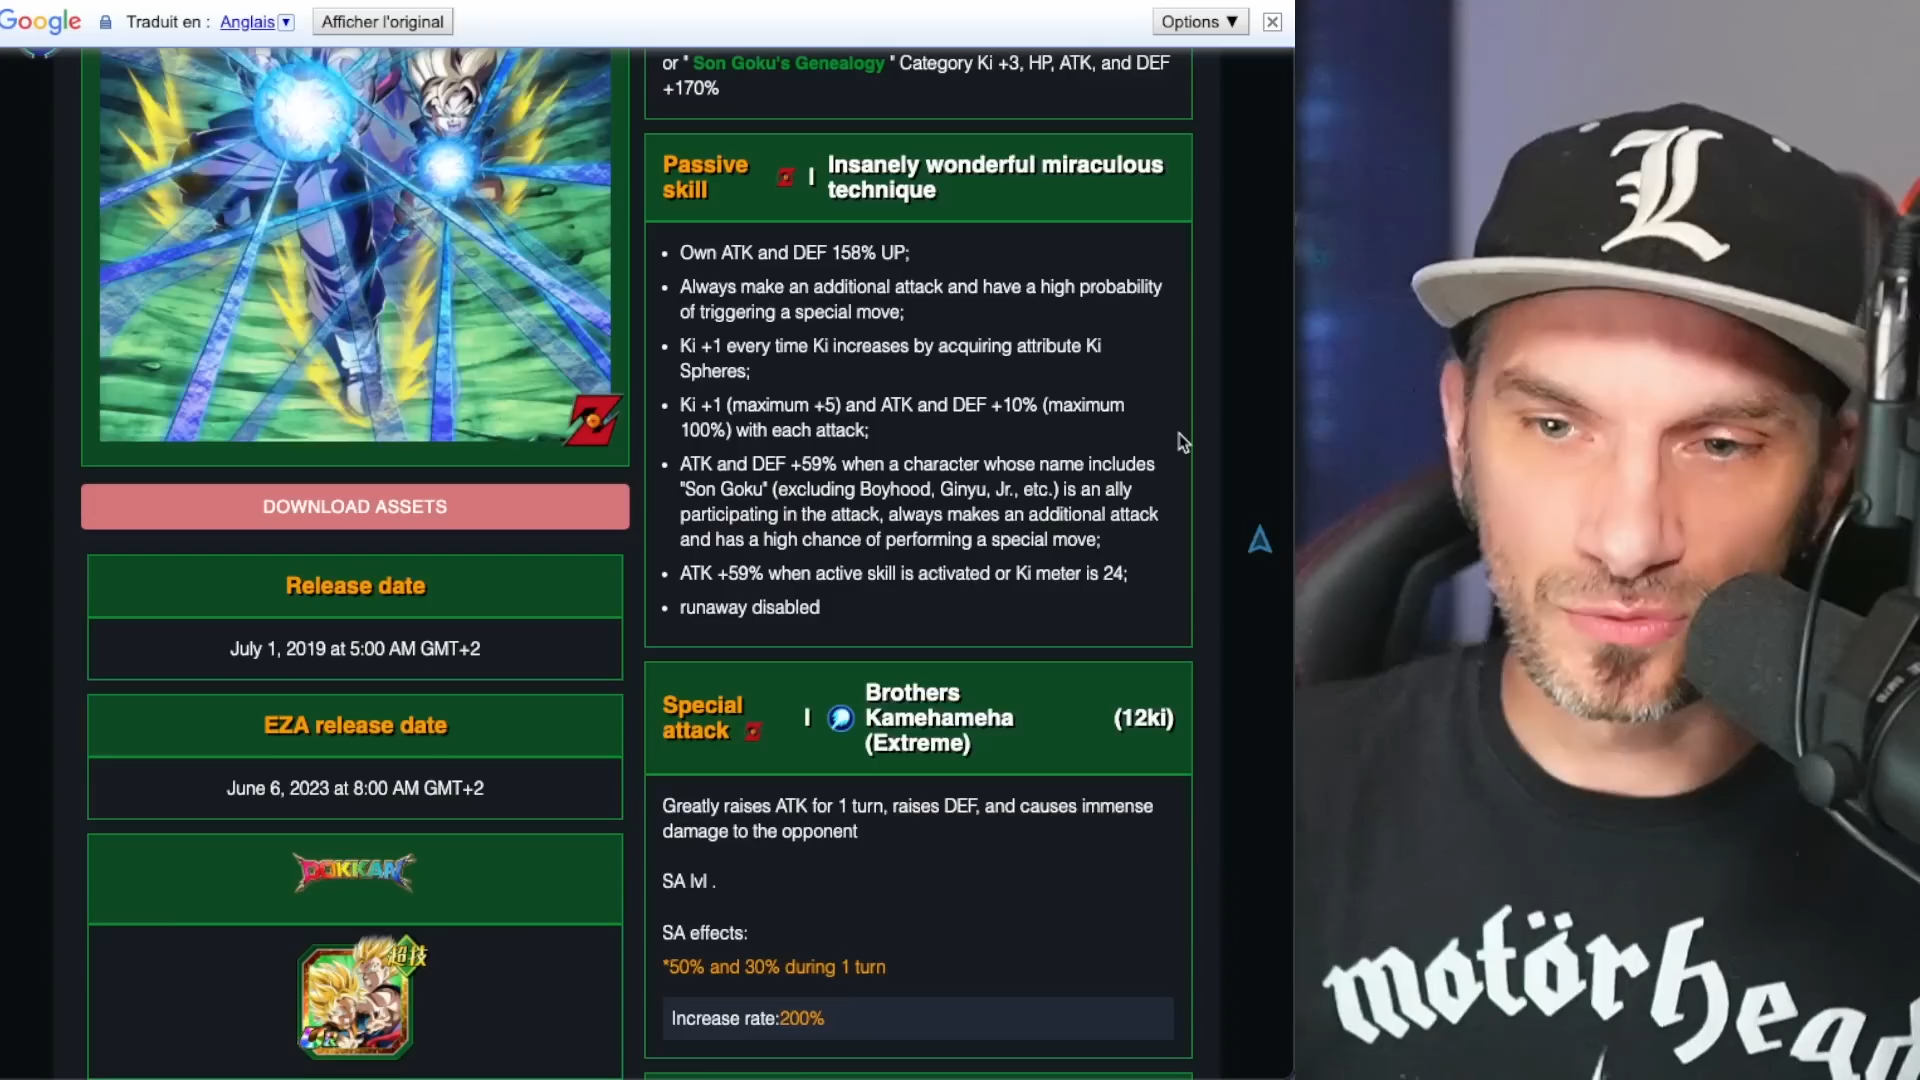 Google Traduit en : Anglais▼ Afficher l'original Options ▼
or " Son Goku's Genealogy " Category Ki +3, HP, ATK, and DEF
+170%
Passive
skill
Insanely wonderful miraculous
technique
• Own ATK and DEF 158% UP;
• Always make an additional attack and have a high probability
of triggering a special move;
• Ki +1 every time Ki increases by acquiring attribute Ki
Spheres;
• Ki +1 (maximum +5) and ATK and DEF +10% (maximum
100%) with each attack;
• ATK and DEF +59% when a character whose name includes
"Son Goku" (excluding Boyhood, Ginyu, Jr., etc.) is an ally
participating in the attack, always makes an additional attack
and has a high chance of performing a special move;
• ATK +59% when active skill is activated or Ki meter is 24;
• runaway disabled
Special
attack
Brothers
Kamehameha
(Extreme)
(12ki)
Greatly raises ATK for 1 turn, raises DEF, and causes immense
damage to the opponent
SA lvl .
SA effects:
*50% and 30% during 1 turn
Increase rate:200%
Z
DOWNLOAD ASSETS
Release date
July 1, 2019 at 5:00 AM GMT+2
EZA release date
June 6, 2023 at 8:00 AM GMT+2
DOKKAN
超技
L
motörhead